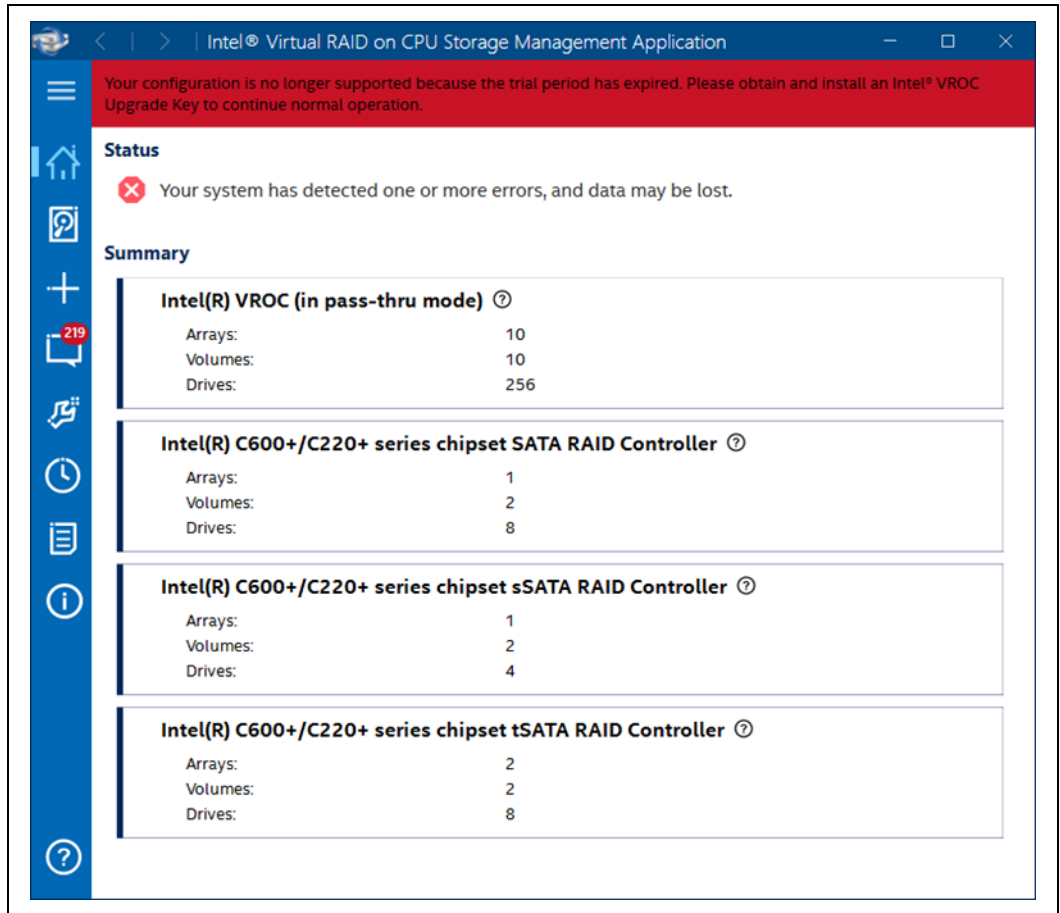 Intel® Virtual RAID on CPU Storage Management Application
Your configuration is no longer supported because the trial period has expired. Please obtain and install an Intel® VROC
Upgrade Key to continue normal operation.
Status
Your system has detected one or more errors, and data may be lost.
219
Summary
Intel(R) VROC (in pass-thru mode) ?
Arrays: 10
Volumes: 10
Drives: 256
Intel(R) C600+/C220+ series chipset SATA RAID Controller ?
Arrays: 1
Volumes: 2
Drives: 8
Intel(R) C600+/C220+ series chipset sSATA RAID Controller ?
Arrays: 1
Volumes: 2
Drives: 4
Intel(R) C600+/C220+ series chipset tSATA RAID Controller ?
Arrays: 2
Volumes: 2
Drives: 8